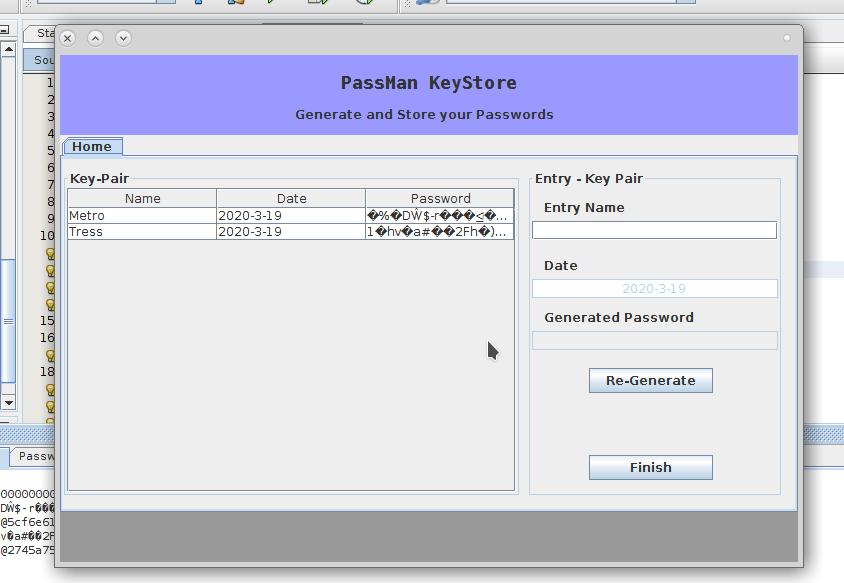 Sta
PassMan KeyStore
Generate and Store your Passwords
Home
Sou
Key-Pair
Name Date Password
Metro 2020-3-19 �%�DŴ$-r���⊴�...
Tress 2020-3-19 1�hv�a#��2Fh�)...
Entry - Key Pair
Entry Name
Date
2020-3-19
Generated Password
Re-Generate
Finish
1
2
3
4
5
6
7
8
9
10
15
16
18
Passw
00000000
DŴ$-r���
@5cf6e61
v�a#��2F
@2745a75